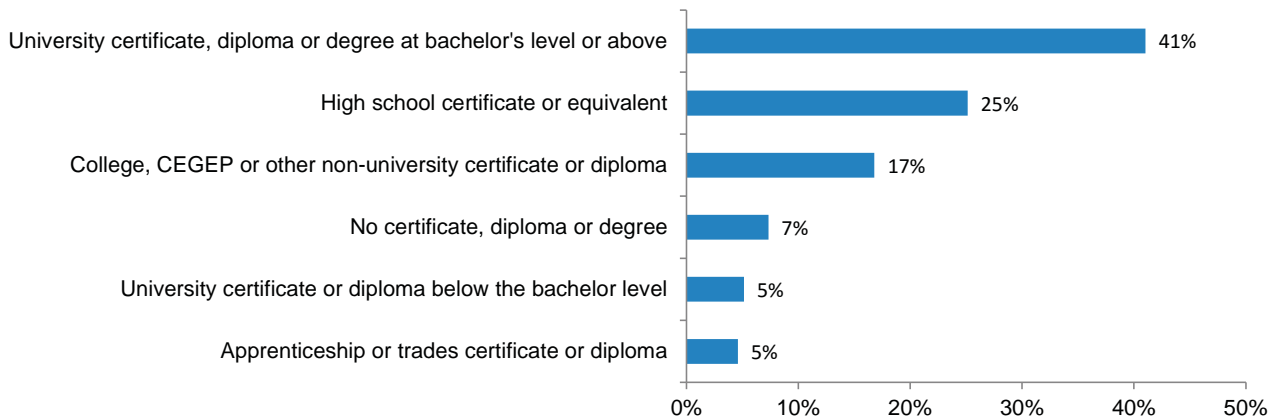 University certificate, diploma or degree at bachelor's level or above 41%
High school certificate or equivalent 25%
College, CEGEP or other non-university certificate or diploma 17%
No certificate, diploma or degree 7%
University certificate or diploma below the bachelor level 5%
Apprenticeship or trades certificate or diploma 5%
0% 10% 20% 30% 40% 50%